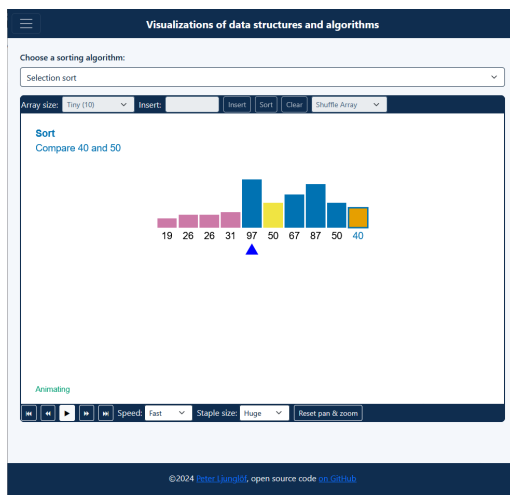 Visualizations of data structures and algorithms
Choose a sorting algorithm:
Selection sort
Array size: Tiny (10) Insert: Insert Sort Clear Shuffle Array
Sort
Compare 40 and 50
19 26 26 31 97 50 67 87 50 40
Animating
Speed: Fast Staple size: Huge Reset pan & zoom
©2024 Peter Ljunglöf, open source code on GitHub